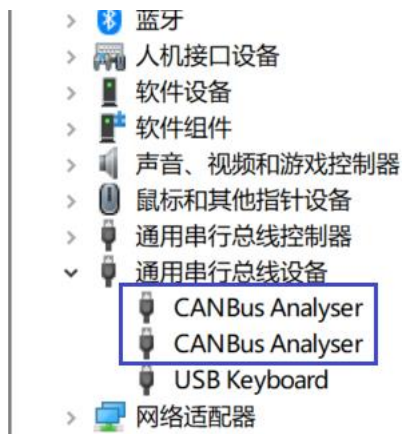 蓝牙
人机接口设备
软件设备
软件组件
声音、视频和游戏控制器
鼠标和其他指针设备
通用串行总线控制器
通用串行总线设备
CANBus Analyser
CANBus Analyser
USB Keyboard
网络适配器